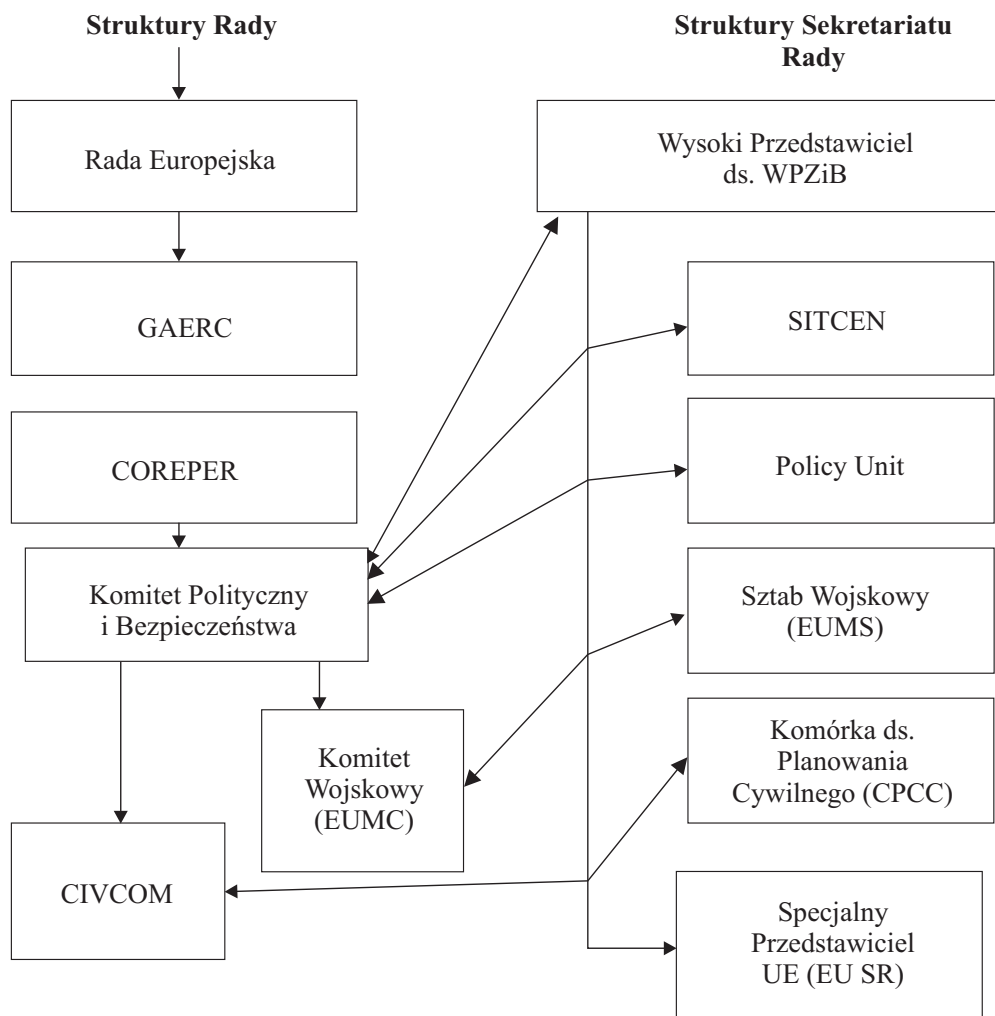 Struktury Rady
Struktury Sekretariatu
Rady
Rada Europejska
Wysoki Przedstawiciel
ds. WPZiB
GAERC
SITCEN
COREPER
Policy Unit
Komitet Polityczny
i Bezpieczeństwa
Sztab Wojskowy
(EUMS)
Komitet
Wojskowy
(EUMC)
Komórka ds.
Planowania
Cywilnego (CPCC)
CIVCOM
Specjalny
Przedstawiciel
UE (EU SR)